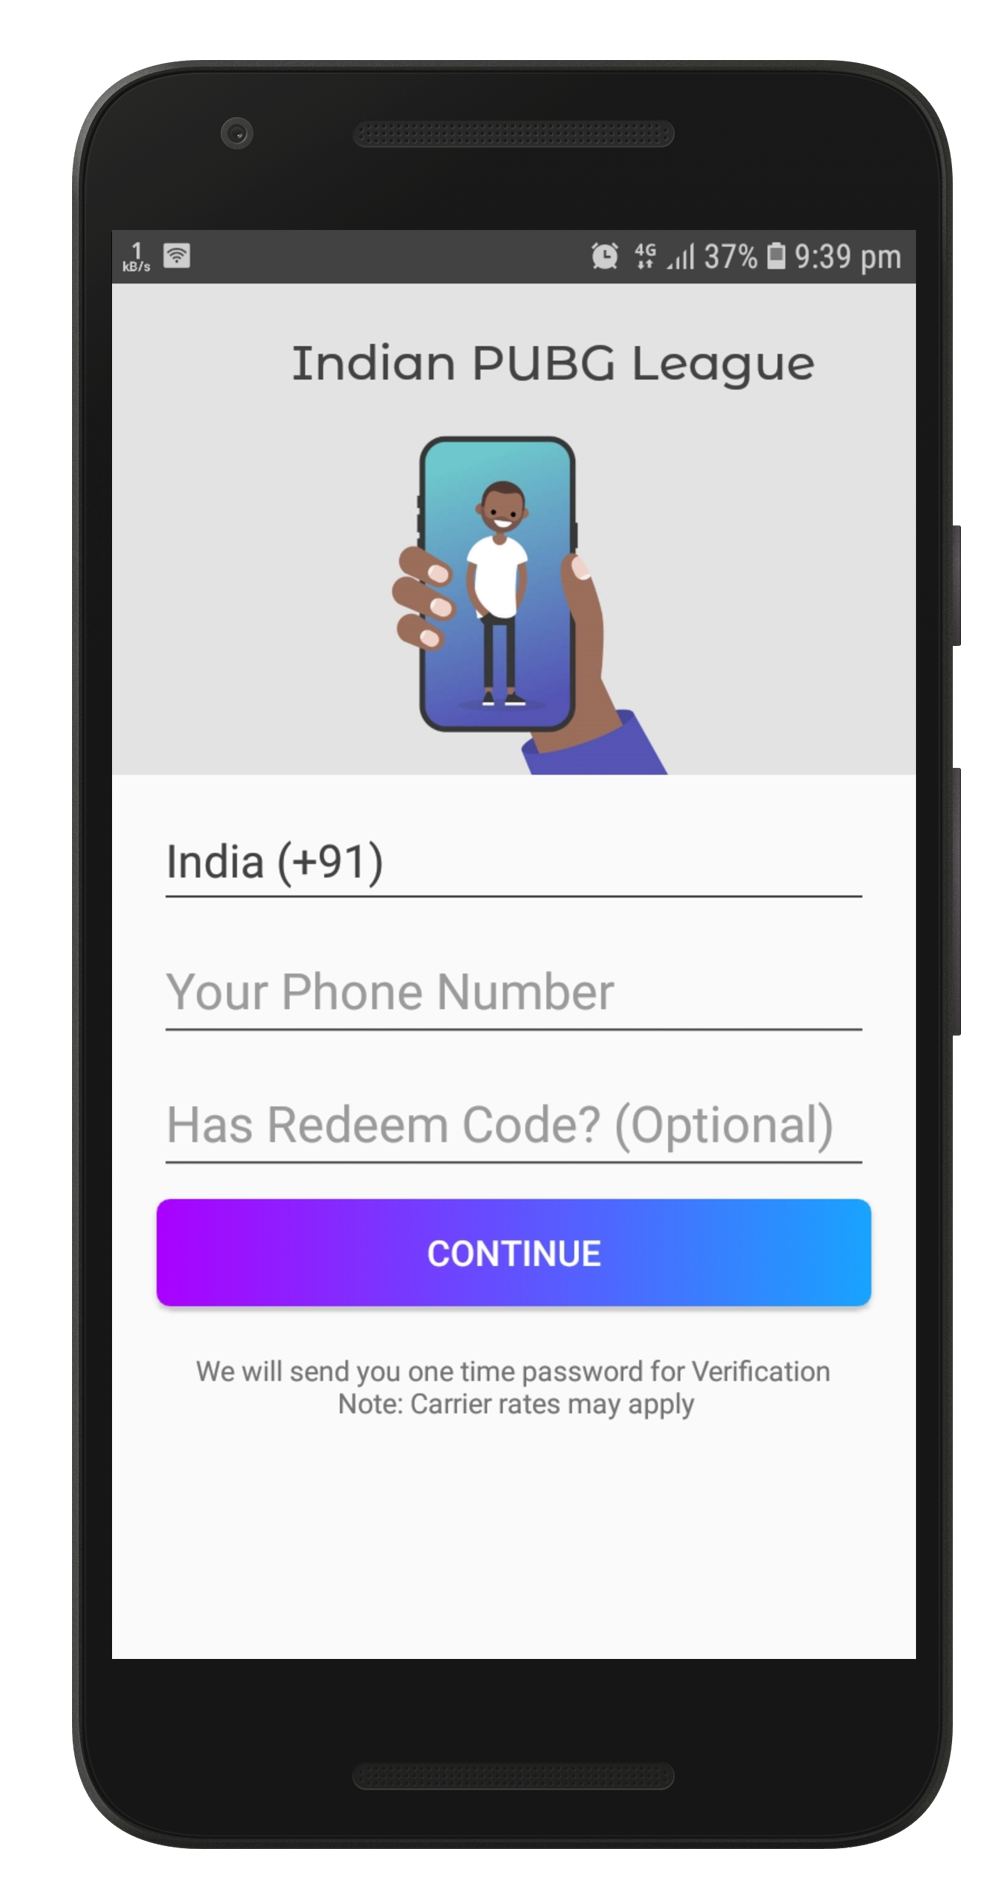 1
kB/s
4G
37%
9:39 pm
Indian PUBG League
India (+91)
Your Phone Number
Has Redeem Code? (Optional)
CONTINUE
We will send you one time password for Verification
Note: Carrier rates may apply